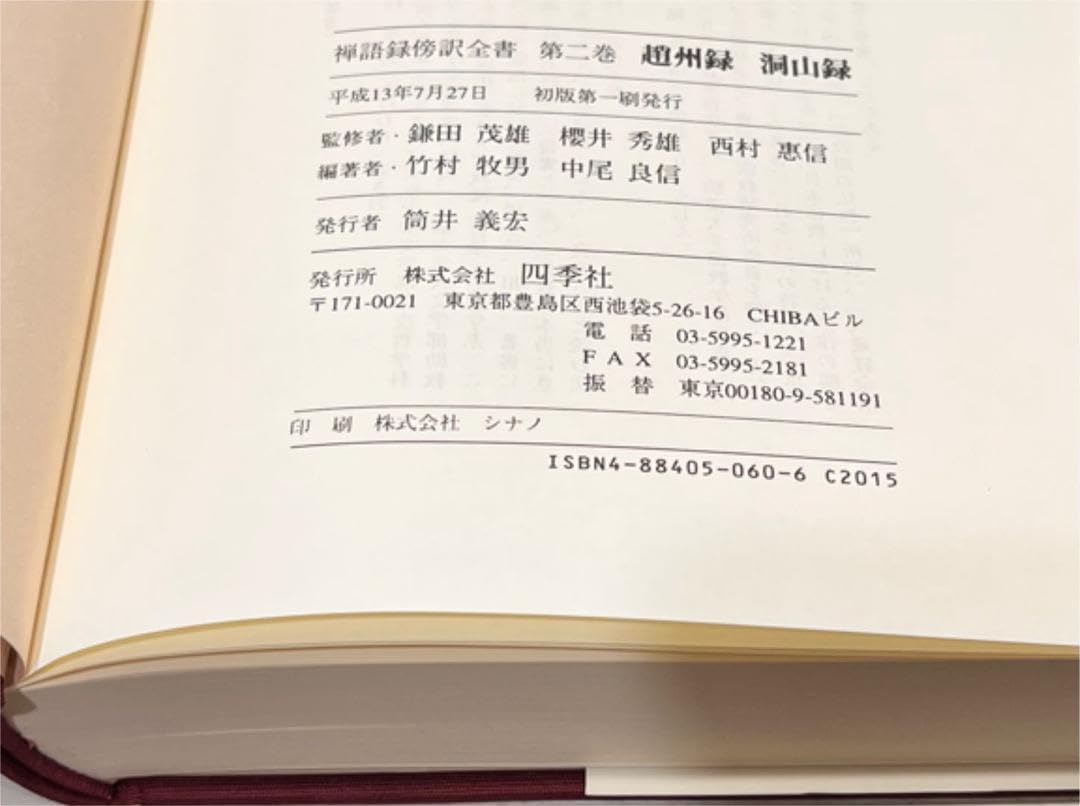 禅語録傍訳全書　第二巻　趙州録　洞山録
平成13年7月27日　初版第一刷発行
監修者・鎌田 茂雄　櫻井 秀雄　西村 惠信
編著者・竹村 牧男　中尾 良信
発行者　筒井 義宏
発行所　株式会社　四季社
〒171-0021　東京都豊島区西池袋5-26-16　CHIBAビル
電　話　03-5995-1221
ＦＡＸ　03-5995-2181
振　替　東京00180-9-581191
印　刷　株式会社　シナノ
ISBN4-88405-060-6 C2015